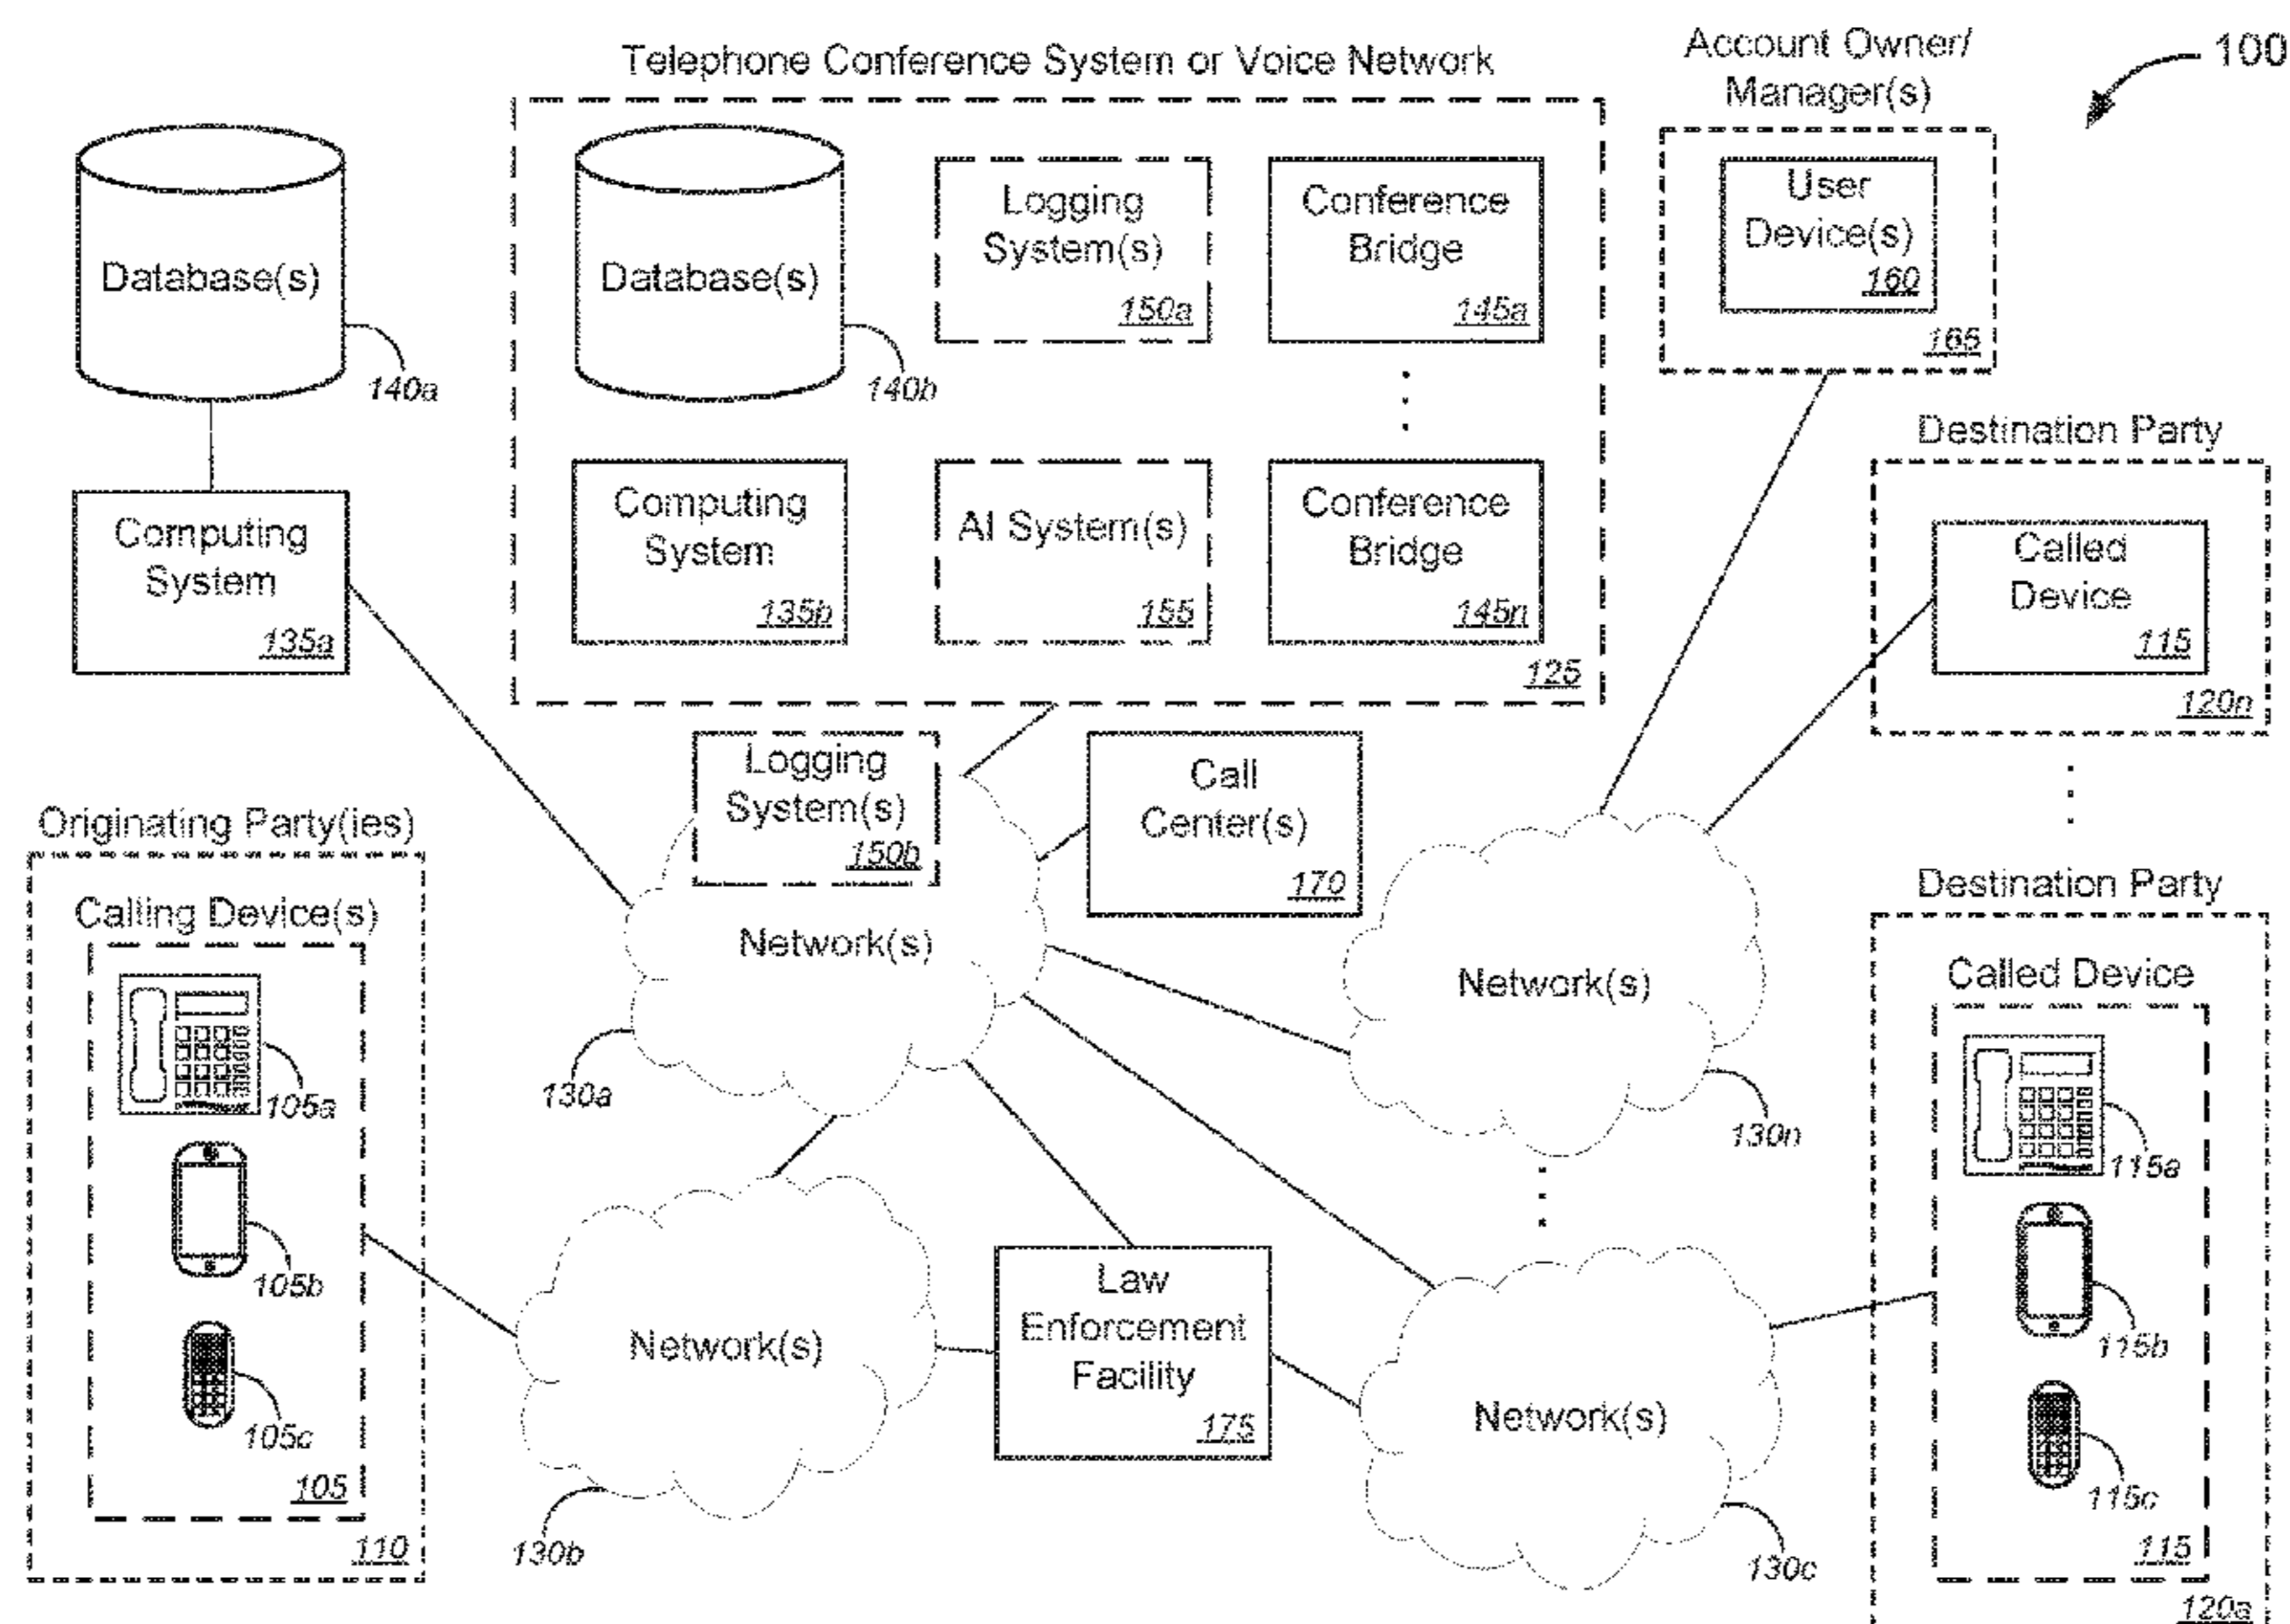 Telephone Conference System or Voice Network
Account Owner/
Manager(s)
100
Database(s)
140a
Database(s)
140b
Logging
System(s)
150a
Conference
Bridge
145a
User
Device(s)
160
165
Computing
System
135a
Computing
System
135b
AI System(s)
155
Conference
Bridge
145n
125
Destination Party
Called
Device
115
120n
Logging
System(s)
150b
Call
Center(s)
170
Originating Party(ies)
Calling Device(s)
105a
105b
105c
105
110
Network(s)
130a
Network(s)
130n
Destination Party
Called Device
115a
115b
115c
115
120a
Network(s)
130b
Law
Enforcement
Facility
175
Network(s)
130c